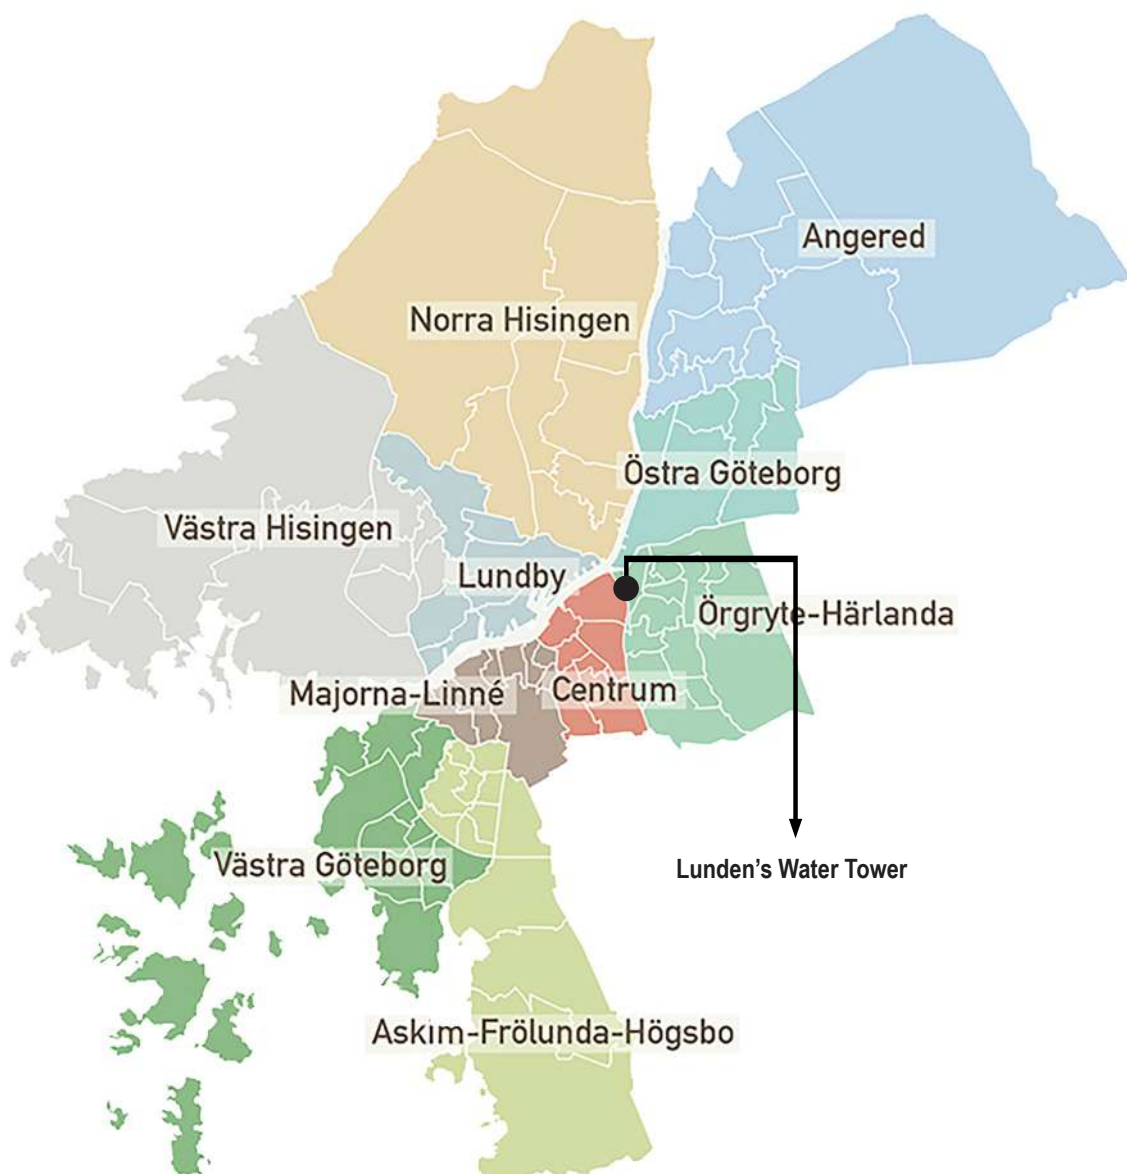 Angered
Norra Hisingen
Östra Göteborg
Västra Hisingen
Lundby
Örgryte-Härlanda
Majorna-Linné
Centrum
Västra Göteborg
Lunden’s Water Tower
Askim-Frölunda-Högsbo